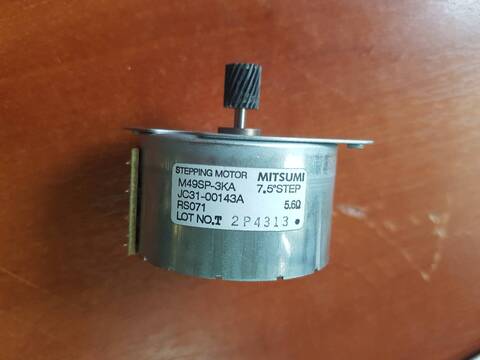 STEPPING MOTOR MITSUMI
M49SP-3KA 7.5°STEP
JC31-00143A
RS071 5.6Ω
LOT NO.T 2P4313